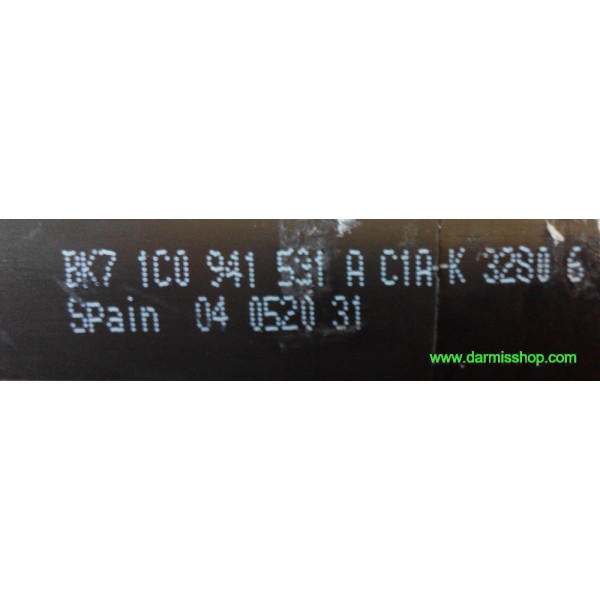 BK7 1C0 941 531 A C1A-K 3280 6
SPain 04 0520 31
www.darmisshop.com